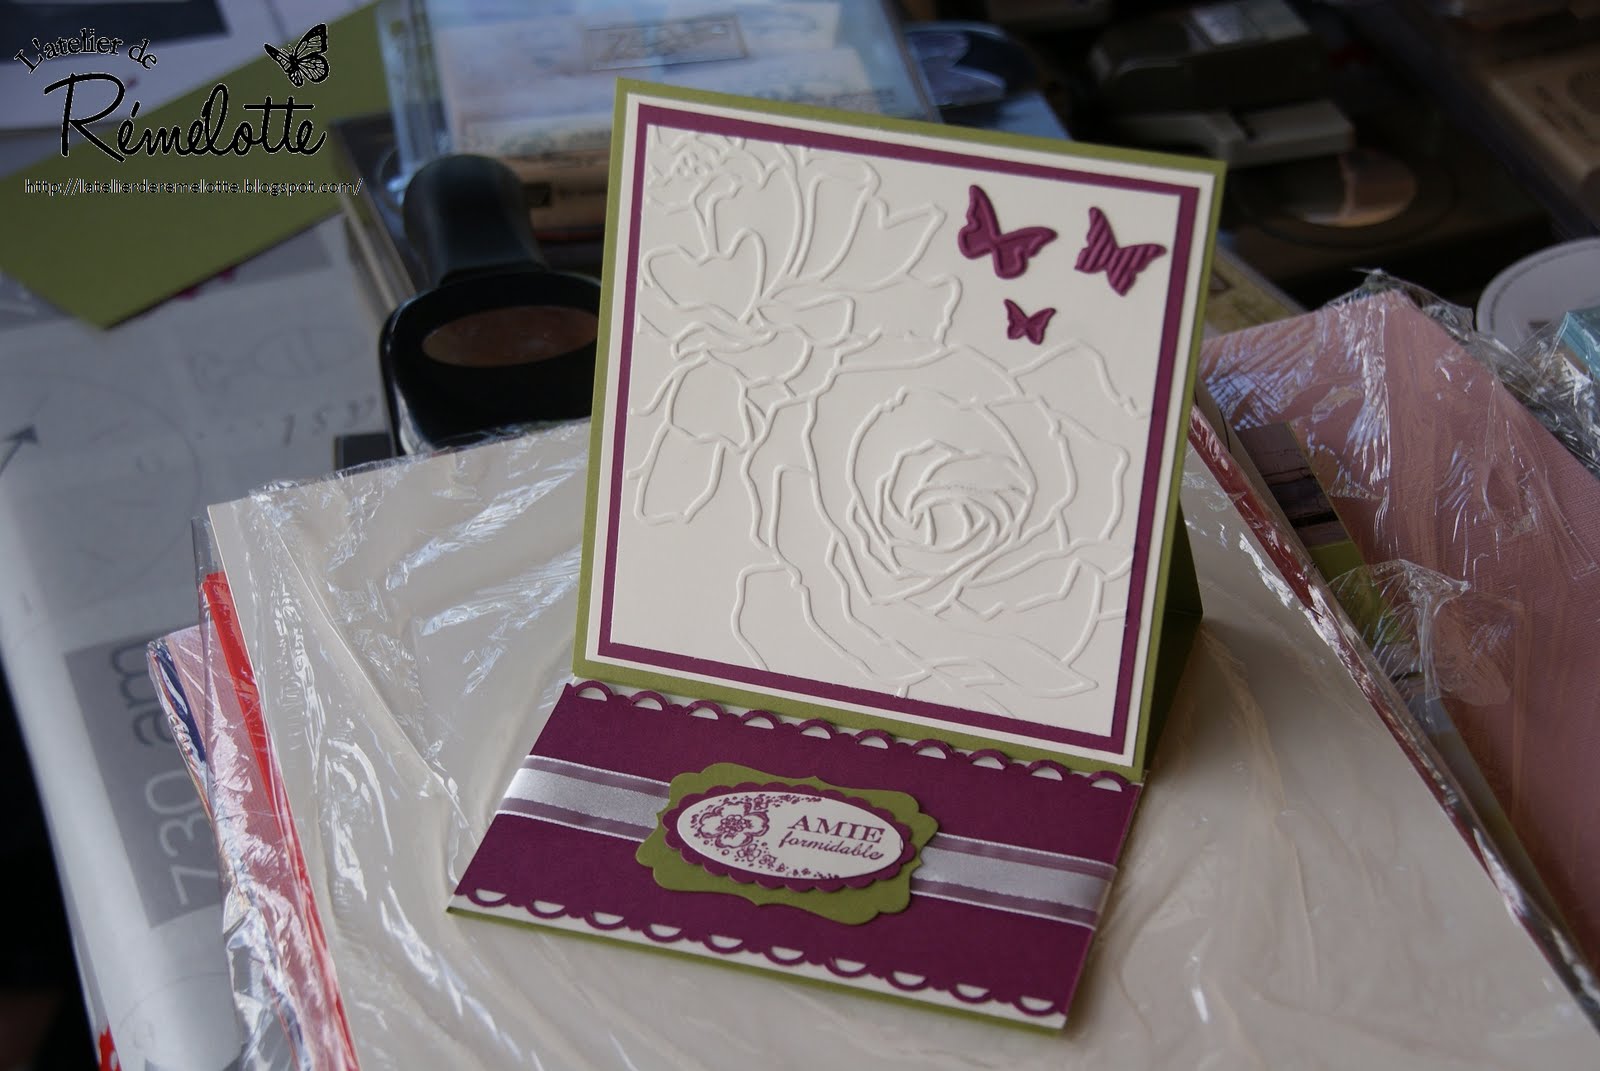 L'atelier de
Rémelotte
http://latelierderemelotte.blogspot.com/
AMIE
formidable
730 am